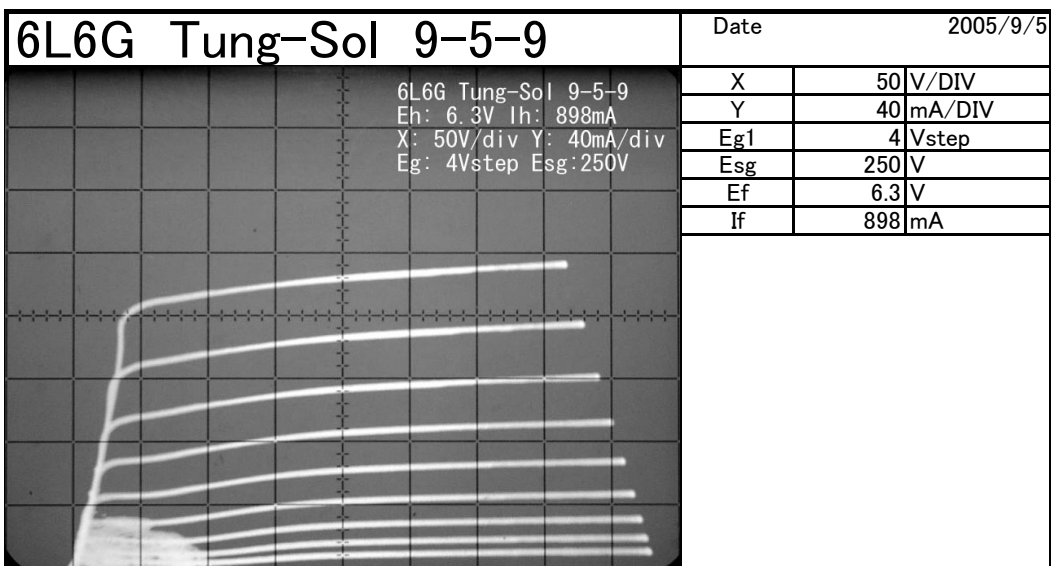 6L6G Tung-Sol 9-5-9
Date 2005/9/5
6L6G Tung-Sol 9-5-9
Eh: 6.3V Ih: 898mA
X: 50V/div Y: 40mA/div
Eg: 4Vstep Esg:250V
X 50 V/DIV
Y 40 mA/DIV
Eg1 4 Vstep
Esg 250 V
Ef 6.3 V
If 898 mA